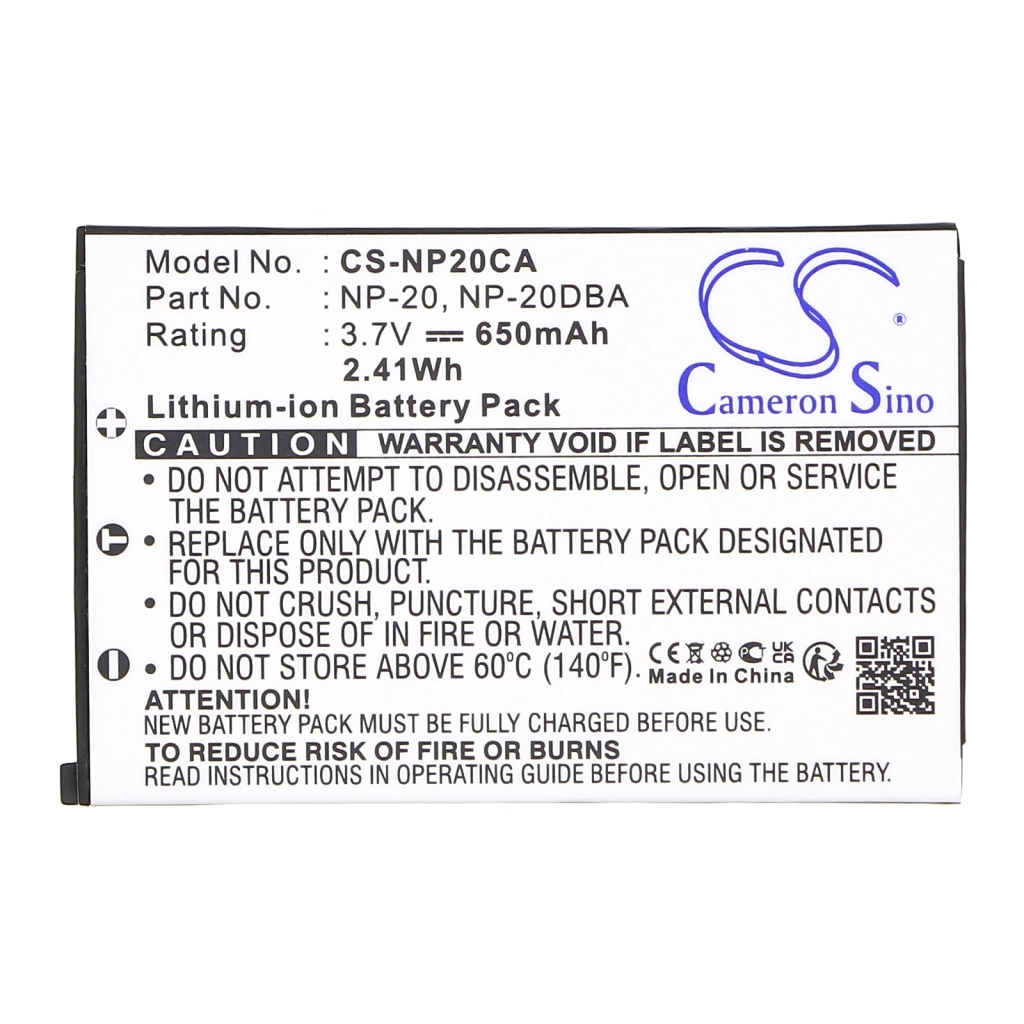 Model No. : CS-NP20CA
Part No. : NP-20, NP-20DBA
Rating : 3.7V ⎓ 650mAh
2.41Wh
CS
®
Cameron Sino
Lithium-ion Battery Pack
+
CAUTION WARRANTY VOID IF LABEL IS REMOVED
• DO NOT ATTEMPT TO DISASSEMBLE, OPEN OR SERVICE
THE BATTERY PACK.
T
• REPLACE ONLY WITH THE BATTERY PACK DESIGNATED
FOR THIS PRODUCT.
• DO NOT CRUSH, PUNCTURE, SHORT EXTERNAL CONTACTS
OR DISPOSE OF IN FIRE OR WATER.
−
• DO NOT STORE ABOVE 60°C (140°F).
CE UKCA
Made In China
ATTENTION!
NEW BATTERY PACK MUST BE FULLY CHARGED BEFORE USE.
TO REDUCE RISK OF FIRE OR BURNS
READ INSTRUCTIONS IN OPERATING GUIDE BEFORE USING THE BATTERY.